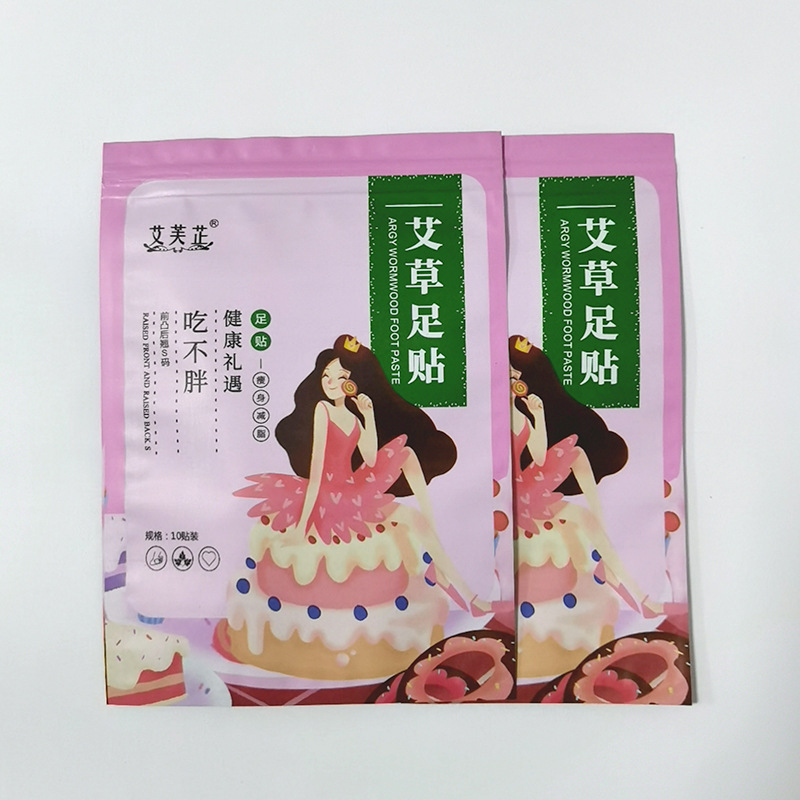 艾芙芷®
艾草足贴
ARGY WORMWOOD FOOT PASTE
足贴
瘦身减脂
健康礼遇
吃不胖
前凸后翘S码
RAISED FRONT AND RAISED BACK S
规格：10贴装
艾草足贴
ARGY WORMWOOD FOOT PASTE